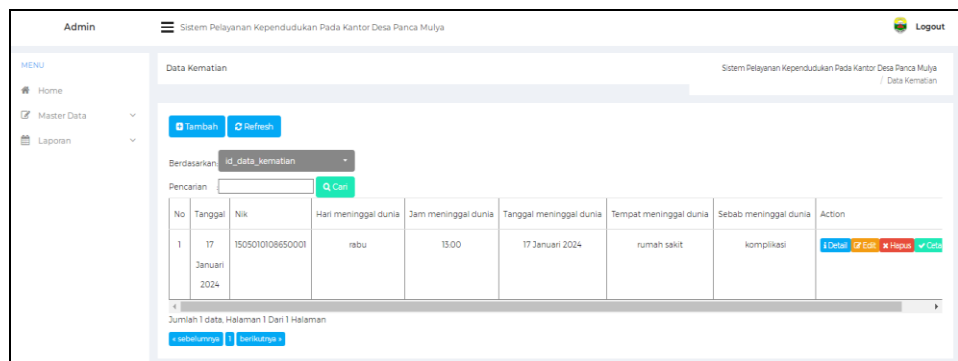 Admin
Sistem Pelayanan Kependudukan Pada Kantor Desa Panca Mulya
Logout
MENU
Home
Master Data
Laporan
Data Kematian
Sistem Pelayanan Kependudukan Pada Kantor Desa Panca Mulya
/ Data Kematian
Tambah Refresh
Berdasarkan: id_data_kematian
Pencarian : Cari
No Tanggal Nik Hari meninggal dunia Jam meninggal dunia Tanggal meninggal dunia Tempat meninggal dunia Sebab meninggal dunia Action
1 17 Januari 2024 1505010108650001 rabu 13:00 17 Januari 2024 rumah sakit komplikasi Detail Edit Hapus Ceta
Jumlah 1 data, Halaman 1 Dari 1 Halaman
« sebelumnya 1 berikutnya »